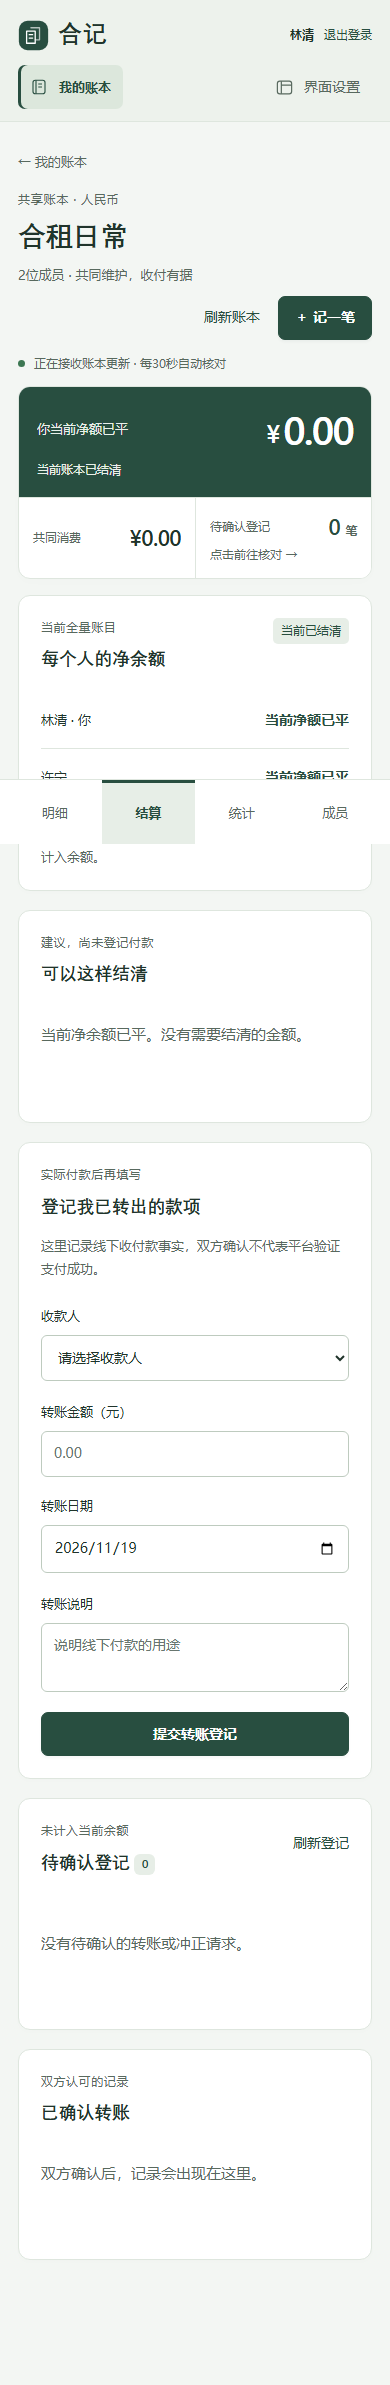 合记
林清 退出登录
我的账本
界面设置
← 我的账本
共享账本 · 人民币
合租日常
2位成员 · 共同维护，收付有据
刷新账本
+ 记一笔
正在接收账本更新 · 每30秒自动核对
你当前净额已平
¥0.00
当前账本已结清
共同消费
¥0.00
待确认登记
0 笔
点击前往核对 →
当前全量账目
每个人的净余额
当前已结清
林清 · 你
当前净额已平
当前净额已平
明细
结算
统计
成员
计入余额。
建议，尚未登记付款
可以这样结清
当前净余额已平。没有需要结清的金额。
实际付款后再填写
登记我已转出的款项
这里记录线下收付款事实，双方确认不代表平台验证
支付成功。
收款人
请选择收款人
转账金额（元）
0.00
转账日期
2026/11/19
转账说明
说明线下付款的用途
提交转账登记
未计入当前余额
待确认登记 0
刷新登记
没有待确认的转账或冲正请求。
双方认可的记录
已确认转账
双方确认后，记录会出现在这里。